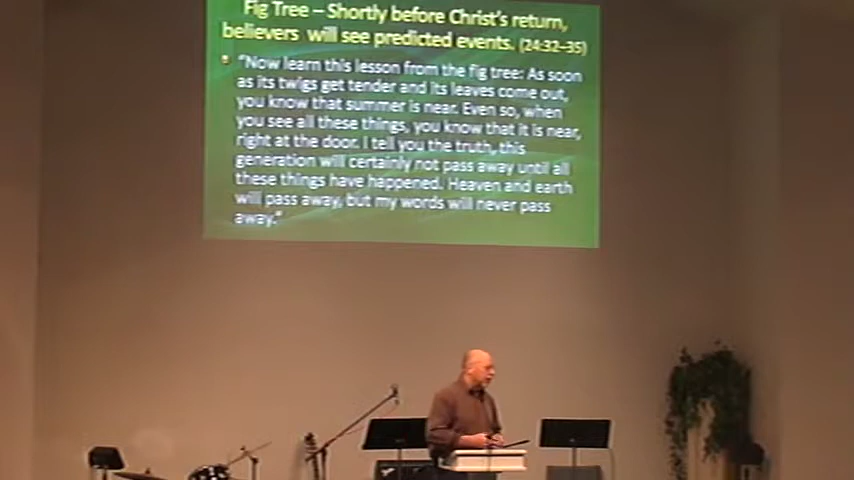 Fig Tree – Shortly before Christ's return,
believers will see predicted events. (24:32-35)
"Now learn this lesson from the fig tree: As soon
as its twigs get tender and its leaves come out,
you know that summer is near. Even so, when
you see all these things, you know that it is near,
right at the door. I tell you the truth, this
generation will certainly not pass away until all
these things have happened. Heaven and earth
will pass away, but my words will never pass
away."